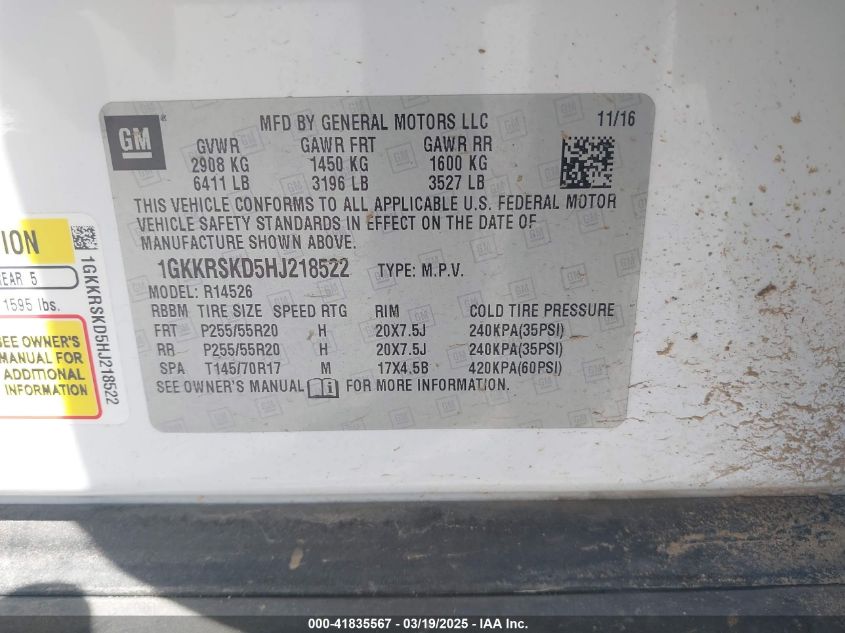 GM
MFD BY GENERAL MOTORS LLC 11/16
GVWR GAWR FRT GAWR RR
2908 KG 1450 KG 1600 KG
6411 LB 3196 LB 3527 LB
THIS VEHICLE CONFORMS TO ALL APPLICABLE U.S. FEDERAL MOTOR
VEHICLE SAFETY STANDARDS IN EFFECT ON THE DATE OF
MANUFACTURE SHOWN ABOVE.
1GKKRSKD5HJ218522 TYPE: M.P.V.
MODEL: R14526
RBBM TIRE SIZE SPEED RTG RIM COLD TIRE PRESSURE
FRT P255/55R20 H 20X7.5J 240KPA(35PSI)
RR P255/55R20 H 20X7.5J 240KPA(35PSI)
SPA T145/70R17 M 17X4.5B 420KPA(60PSI)
SEE OWNER'S MANUAL FOR MORE INFORMATION.
ION
EAR 5
1595 lbs.
SEE OWNER'S
MANUAL FOR
ADDITIONAL
INFORMATION
1GKKRSKD5HJ218522
000-41835567 - 03/19/2025 - IAA Inc.